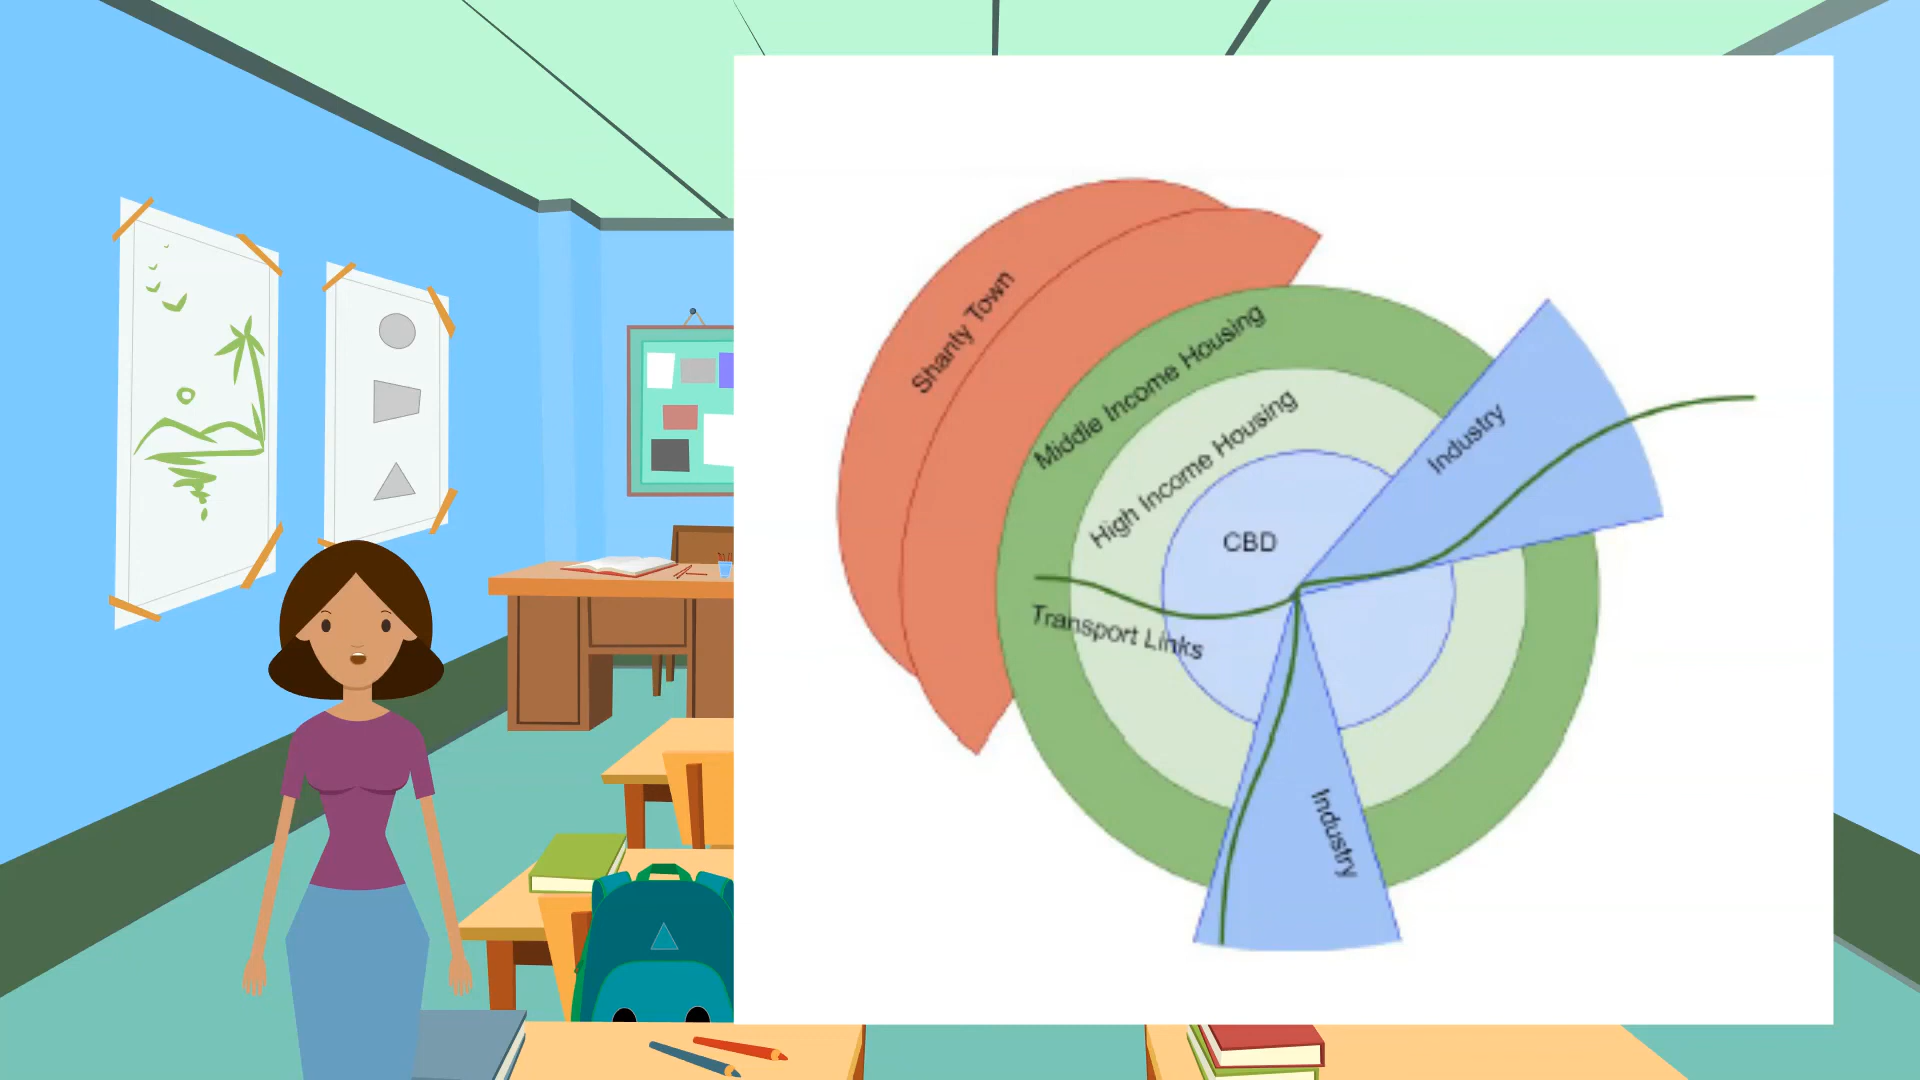 Shanty Town
Middle Income Housing
High Income Housing
Industry
CBD
Transport Links
Industry